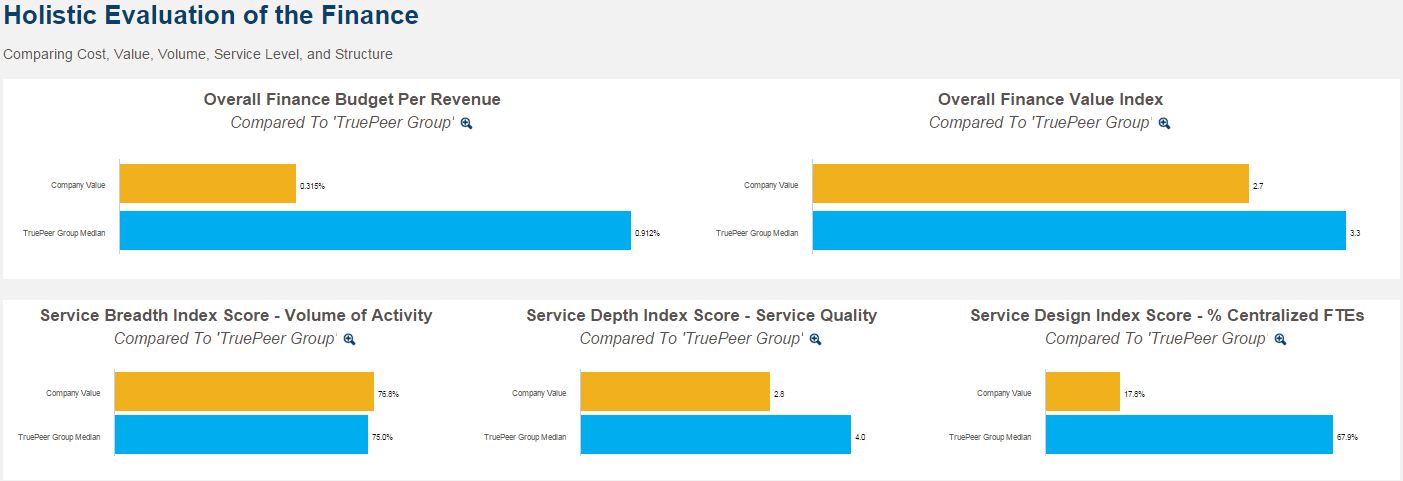 Holistic Evaluation of the Finance
Comparing Cost, Value, Volume, Service Level, and Structure
Overall Finance Budget Per Revenue
Compared To 'TruePeer Group'
Company Value
0.315%
TruePeer Group Median
0.912%
Overall Finance Value Index
Compared To 'TruePeer Group'
Company Value
2.7
TruePeer Group Median
3.3
Service Breadth Index Score - Volume of Activity
Compared To 'TruePeer Group'
Company Value
76.8%
TruePeer Group Median
75.0%
Service Depth Index Score - Service Quality
Compared To 'TruePeer Group'
Company Value
2.8
TruePeer Group Median
4.0
Service Design Index Score - % Centralized FTEs
Compared To 'TruePeer Group'
Company Value
17.8%
TruePeer Group Median
67.9%